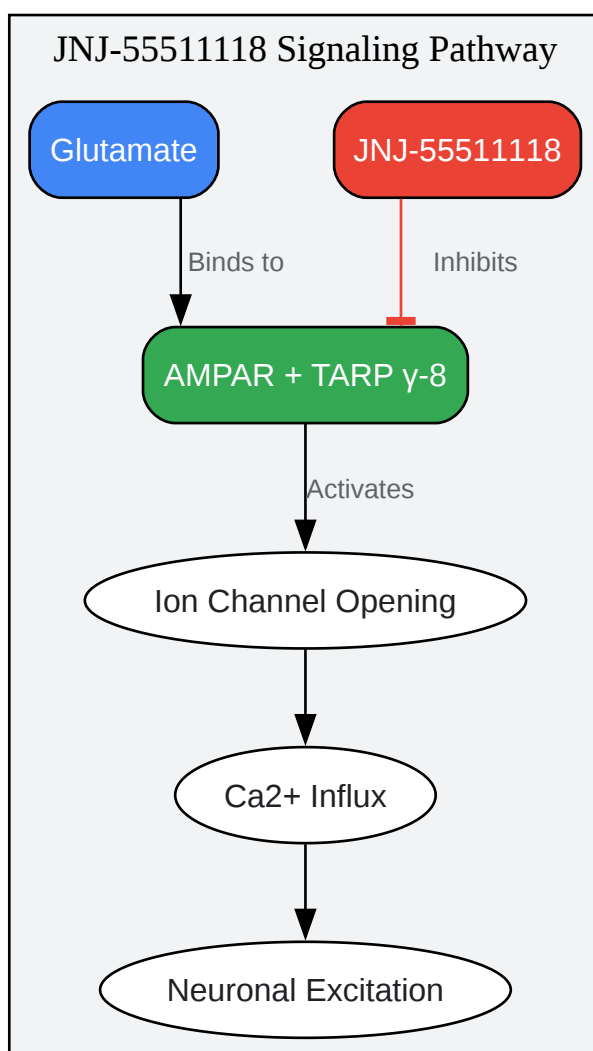 JNJ-55511118 Signaling Pathway
Glutamate
JNJ-55511118
Binds to
Inhibits
AMPAR + TARP γ-8
Activates
Ion Channel Opening
Ca2+ Influx
Neuronal Excitation